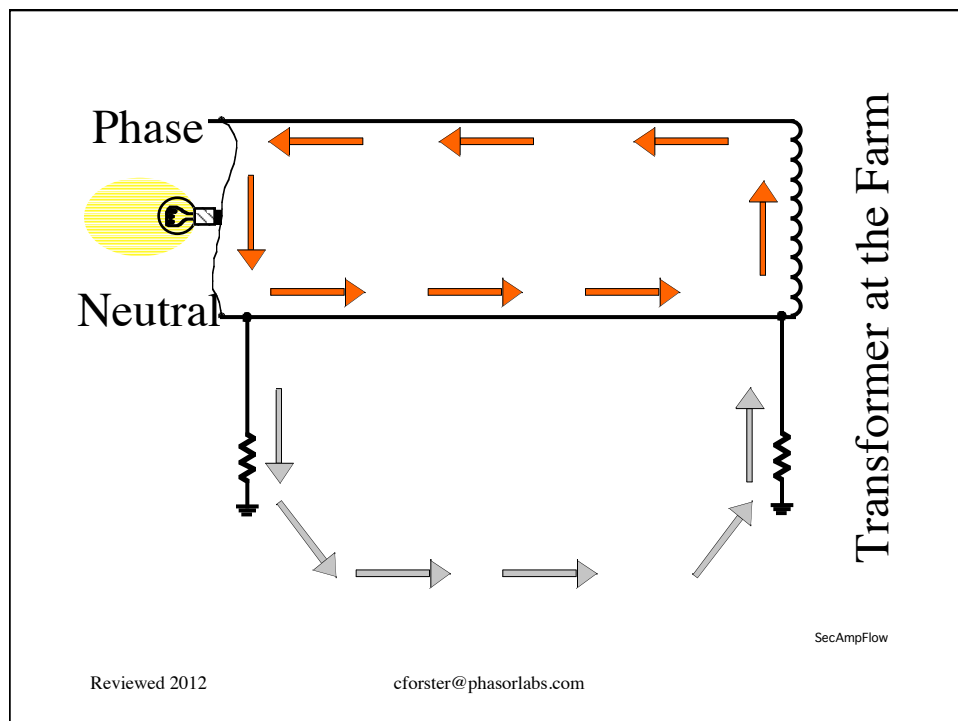 Phase
Neutral
Transformer at the Farm
SecAmpFlow
Reviewed 2012
cforster@phasorlabs.com